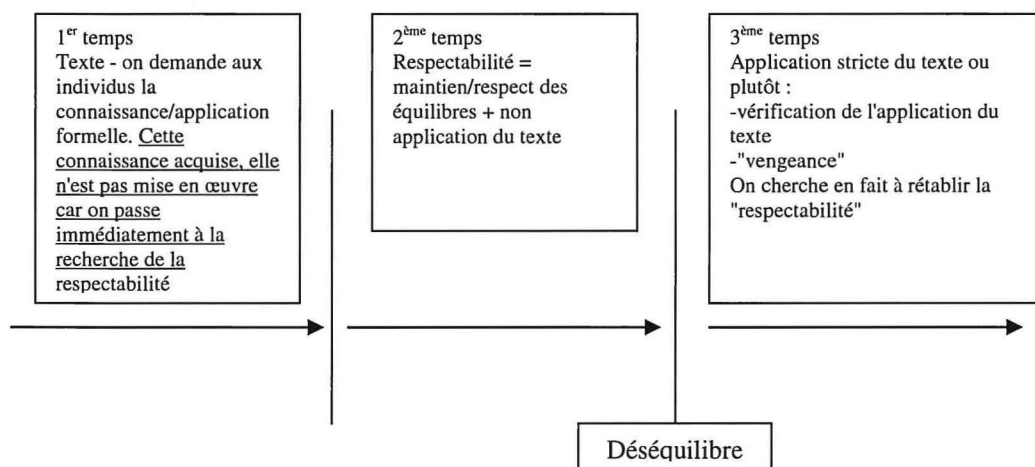 1er temps
Texte - on demande aux
individus la
connaissance/application
formelle. Cette
connaissance acquise, elle
n'est pas mise en œuvre
car on passe
immédiatement à la
recherche de la
respectabilité
2ème temps
Respectabilité =
maintien/respect des
équilibres + non
application du texte
3ème temps
Application stricte du texte ou
plutôt :
-vérification de l'application du
texte
-"vengeance"
On cherche en fait à rétablir la
"respectabilité"
Déséquilibre